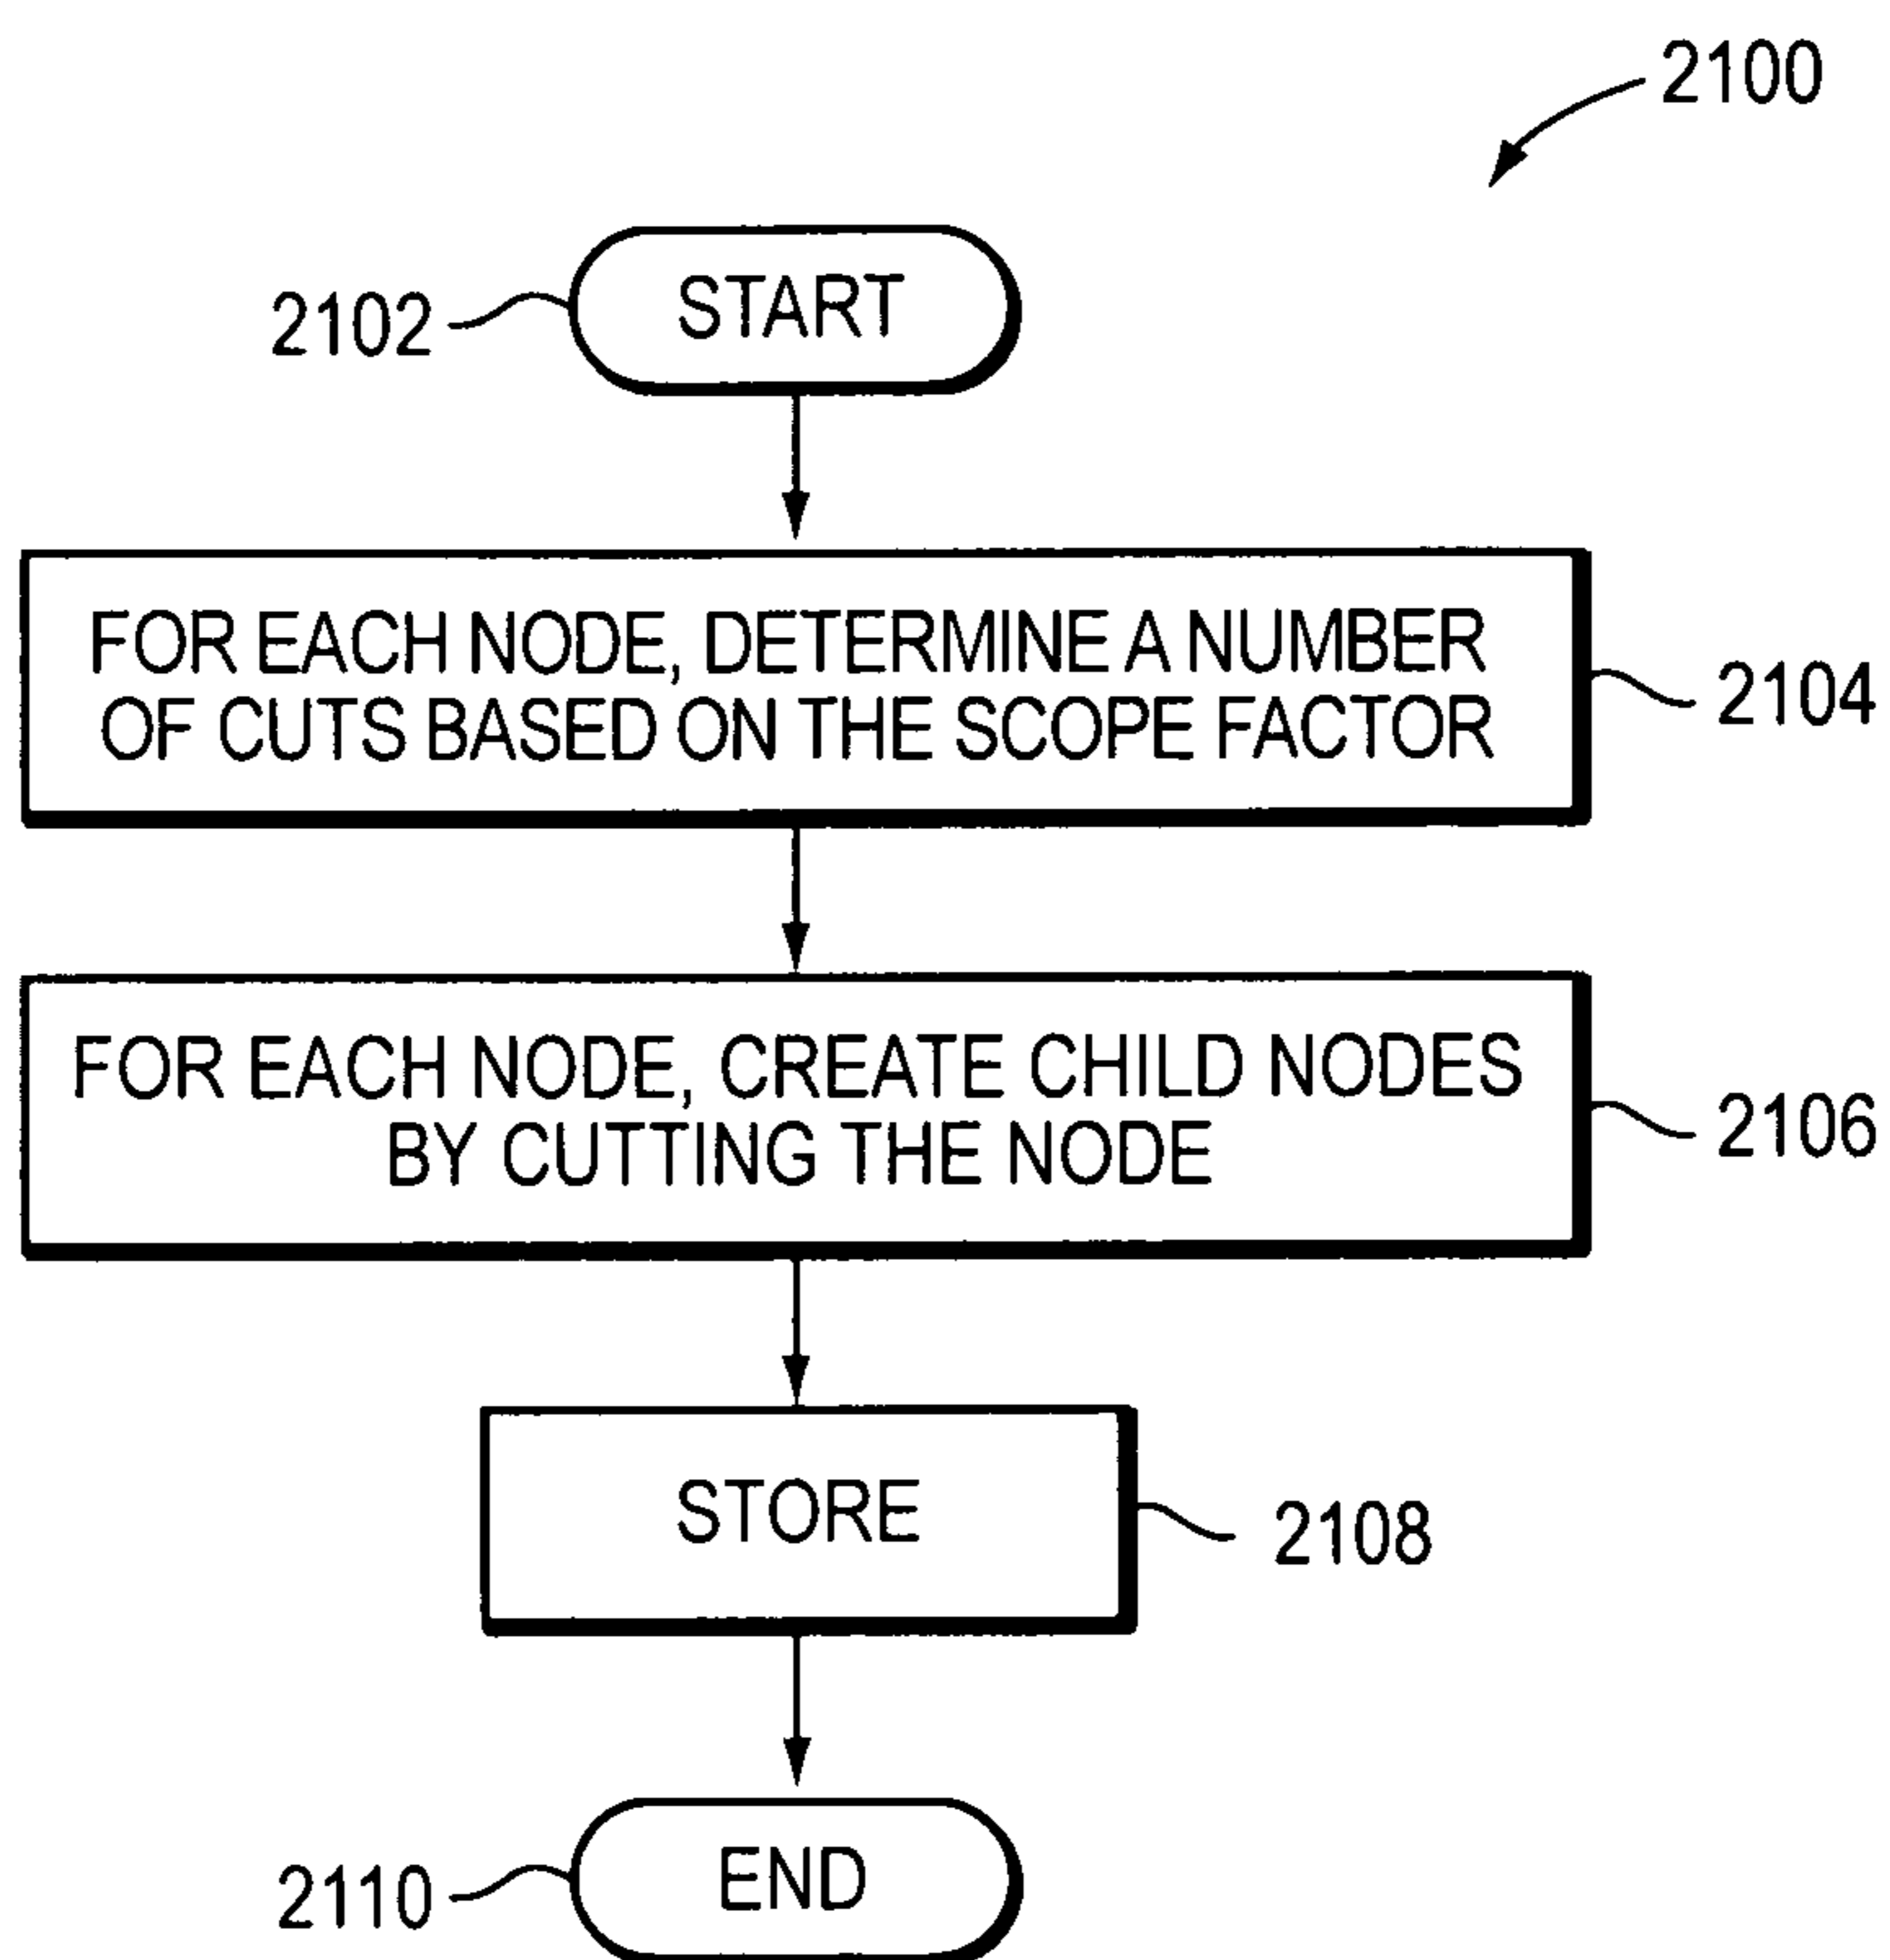 2100
2102
START
FOR EACH NODE, DETERMINE A NUMBER
OF CUTS BASED ON THE SCOPE FACTOR
2104
FOR EACH NODE, CREATE CHILD NODES
BY CUTTING THE NODE
2106
STORE
2108
2110
END